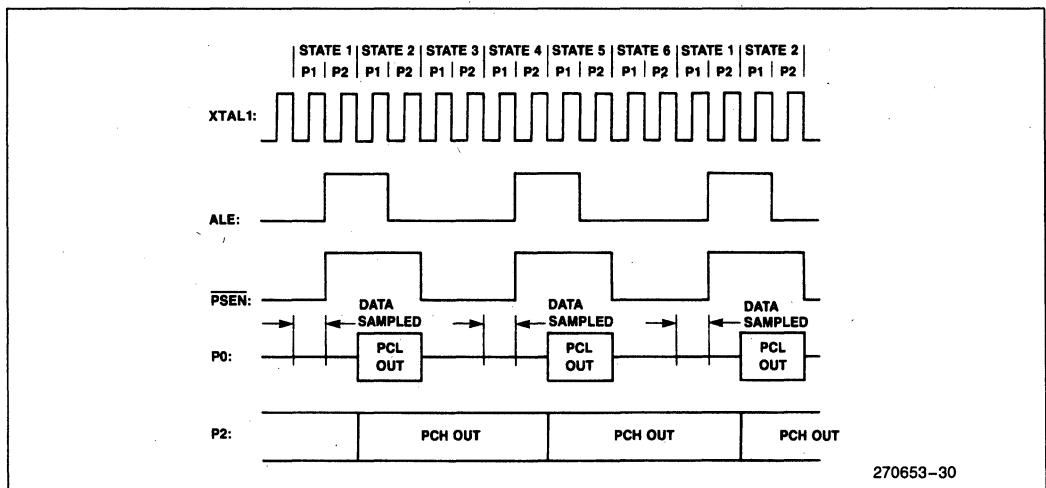 STATE 1 STATE 2 STATE 3 STATE 4 STATE 5 STATE 6 STATE 1 STATE 2
P1 P2 P1 P2 P1 P2 P1 P2 P1 P2 P1 P2 P1 P2 P1 P2
XTAL1:
ALE:
PSEN:
DATA SAMPLED
DATA SAMPLED
DATA SAMPLED
P0:
PCL OUT
PCL OUT
PCL OUT
P2:
PCH OUT
PCH OUT
PCH OUT
270653-30